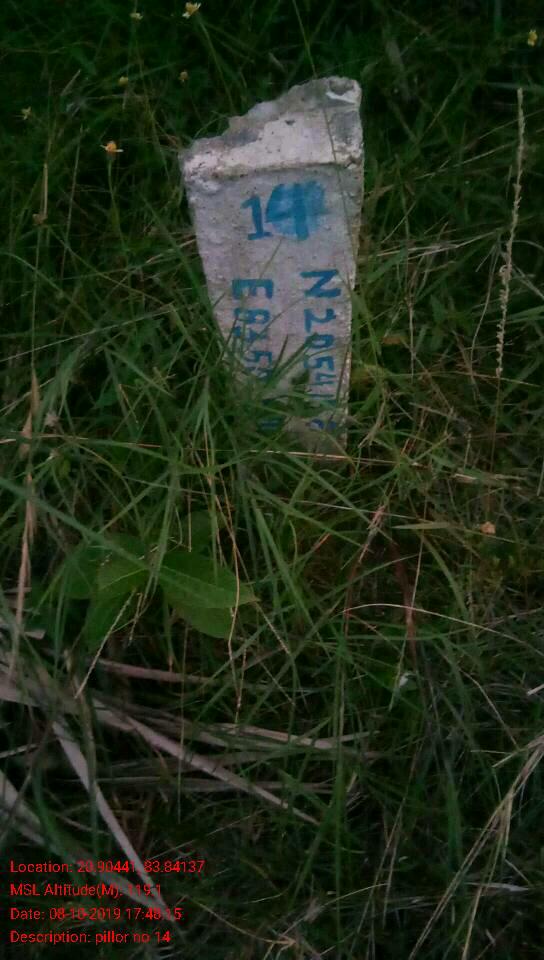 14
N 205416
Location: 20.90441, 83.84137
MSL Altitude(M): 119.1
Date: 08-10-2019 17:48:15
Description: pillor no 14